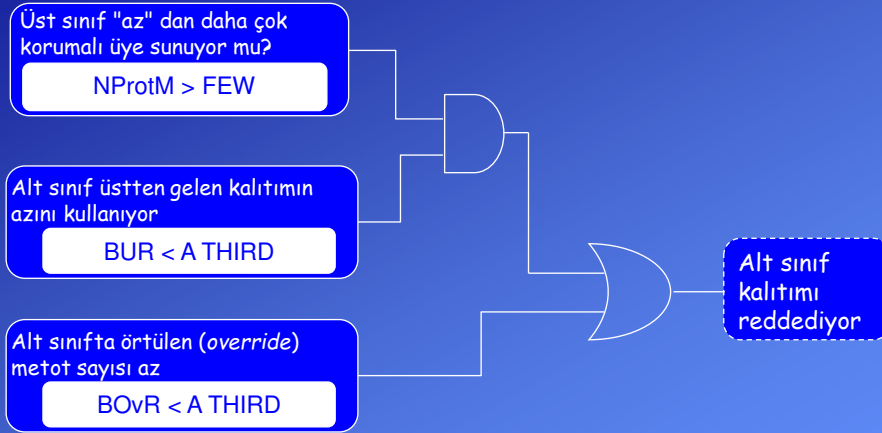 Üst sınıf "az" dan daha çok
korumalı üye sunuyor mu?
NProtM > FEW
Alt sınıf üstten gelen kalıtımın
azını kullanıyor
BUR < A THIRD
Alt sınıfta örtülen (override)
metot sayısı az
BOvR < A THIRD
Alt sınıf
kalıtımı
reddediyor